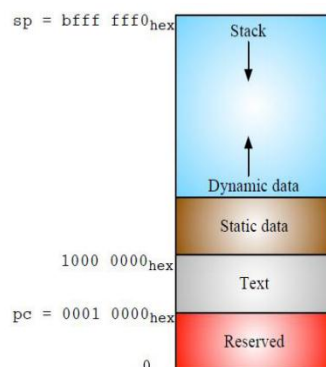 sp = bfff fff0hex
Stack
Dynamic data
Static data
1000 0000hex
Text
pc = 0001 0000hex
Reserved
0